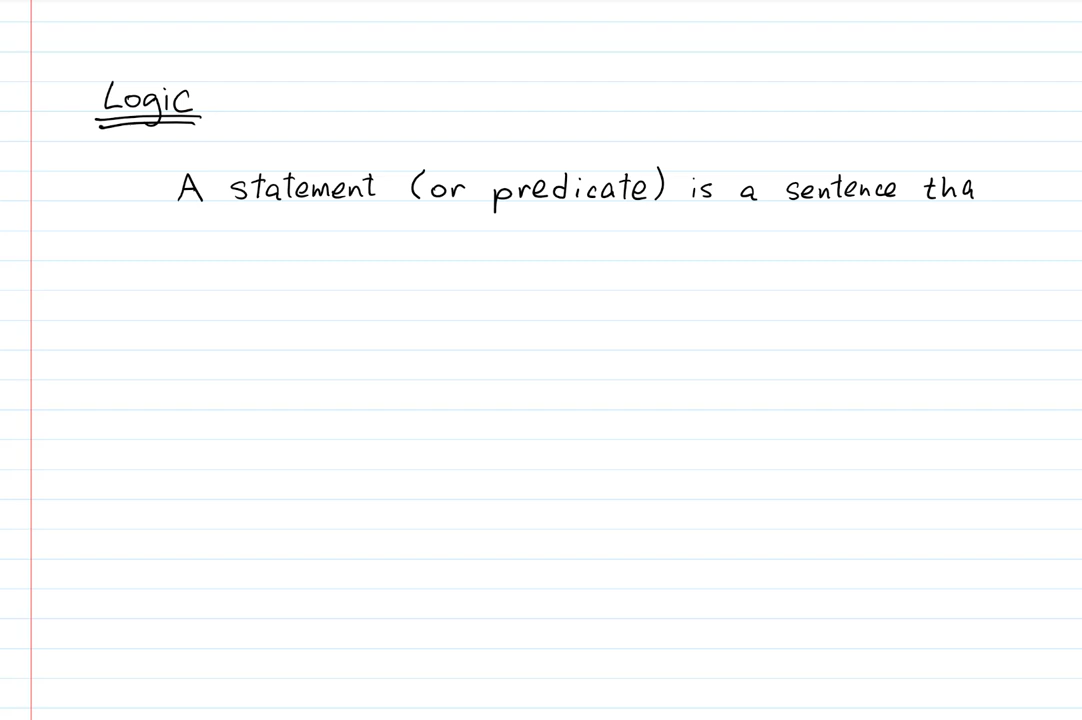 Logic
A statement (or predicate) is a sentence tha